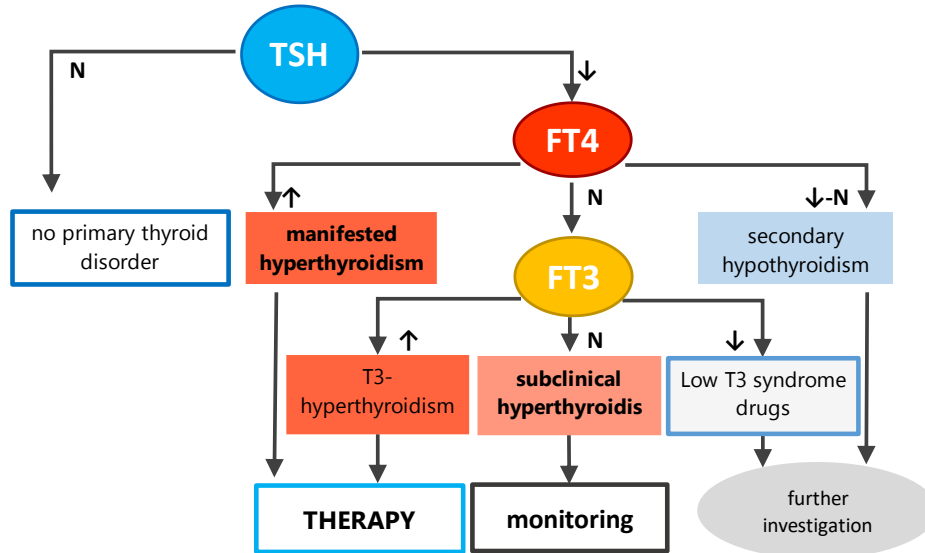 TSH
N
↓
FT4
↑
N
↓-N
no primary thyroid
disorder
manifested
hyperthyroidism
secondary
hypothyroidism
FT3
↑
N
↓
T3-
hyperthyroidism
subclinical
hyperthyroidis
Low T3 syndrome
drugs
THERAPY
monitoring
further
investigation